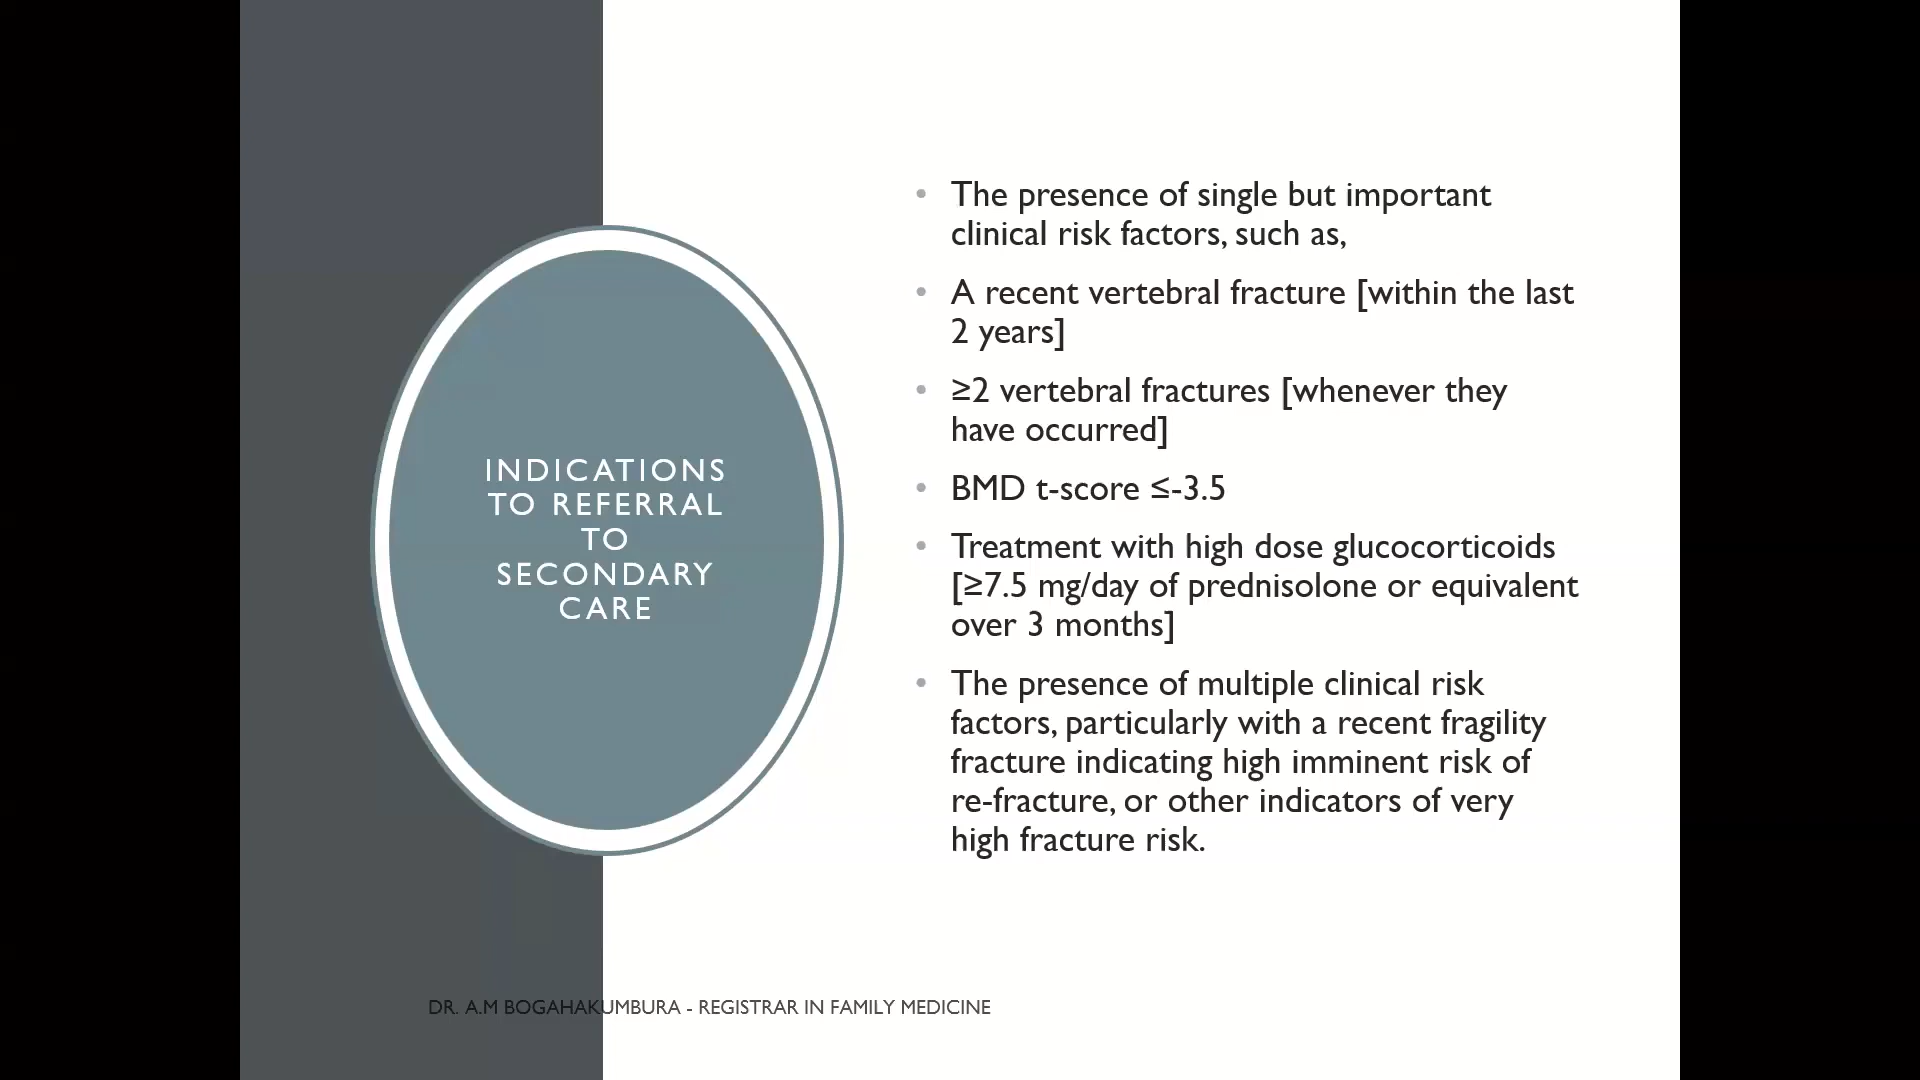 INDICATIONS
TO REFERRAL
TO
SECONDARY
CARE
• The presence of single but important
clinical risk factors, such as,
• A recent vertebral fracture [within the last
2 years]
• ≥2 vertebral fractures [whenever they
have occurred]
• BMD t-score ≤-3.5
• Treatment with high dose glucocorticoids
[≥7.5 mg/day of prednisolone or equivalent
over 3 months]
• The presence of multiple clinical risk
factors, particularly with a recent fragility
fracture indicating high imminent risk of
re-fracture, or other indicators of very
high fracture risk.
DR. A.M BOGAHAKUMBURA - REGISTRAR IN FAMILY MEDICINE